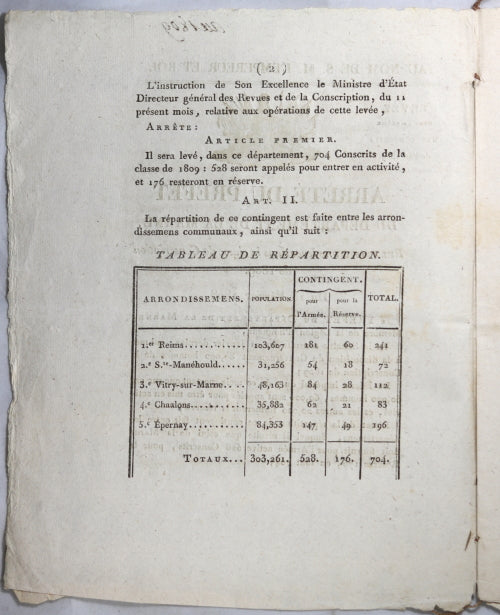 ( 2 )
L'instruction de Son Excellence le Ministre d'État
Directeur général des Revues et de la Conscription, du 11
présent mois, relative aux opérations de cette levée,
ARRÊTE :
ARTICLE PREMIER.
Il sera levé, dans ce département, 704 Conscrits de la
classe de 1809 : 528 seront appelés pour entrer en activité,
et 176 resteront en réserve.
ART. II.
La répartition de ce contingent est faite entre les arron-
dissemens communaux, ainsi qu'il suit :
TABLEAU DE RÉPARTITION.
ARRONDISSEMENS. POPULATION CONTINGENT. pour l'Armée. pour la Réserve. TOTAL.
1.er Reims........... 103,607 181 60 241
2.e S.te-Manéhould..... 31,256 54 18 72
3.e Vitry-sur-Marne.... 48,163 84 28 112
4.e Chaalons.......... 35,882 62 21 83
5.e Épernay........... 84,353 147 49 196
TOTAUX... 303,261. 528. 176. 704.